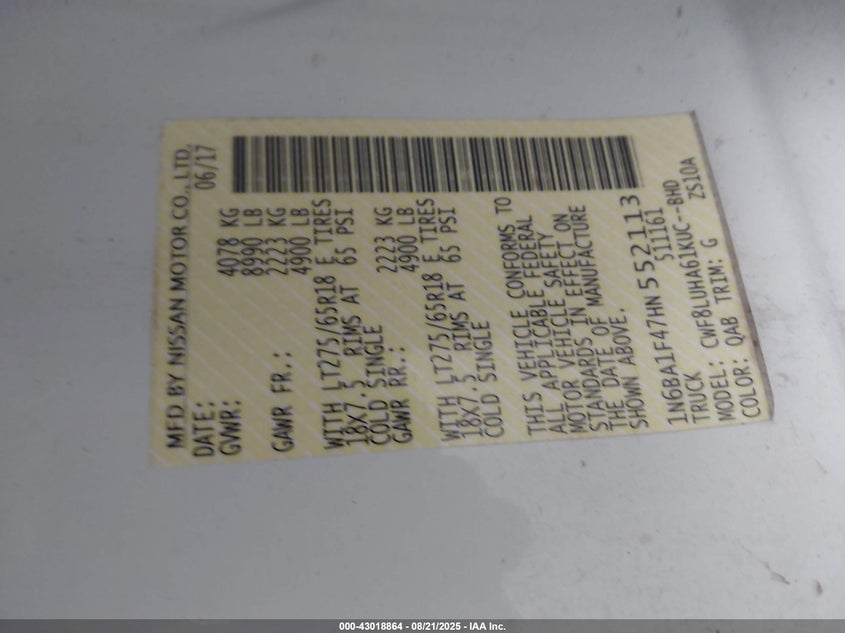 MFD BY NISSAN MOTOR CO., LTD.
DATE: 06/17
GVWR: 4078 KG
8990 LB
GAWR FR.: 2223 KG
4900 LB
WITH LT275/65R18 E TIRES
18X7.5 RIMS AT 65 PSI
COLD SINGLE
GAWR RR.: 2223 KG
4900 LB
WITH LT275/65R18 E TIRES
18X7.5 RIMS AT 65 PSI
COLD SINGLE
THIS VEHICLE CONFORMS TO
ALL APPLICABLE FEDERAL
MOTOR VEHICLE SAFETY
STANDARDS IN EFFECT ON
THE DATE OF MANUFACTURE
SHOWN ABOVE.
1N6BA1F47HN552113
TRUCK 511161
MODEL: CWF8LUHA61KUC--BHD
COLOR: QAB TRIM: G ZS10A
000-43018864 - 08/21/2025 - IAA Inc.